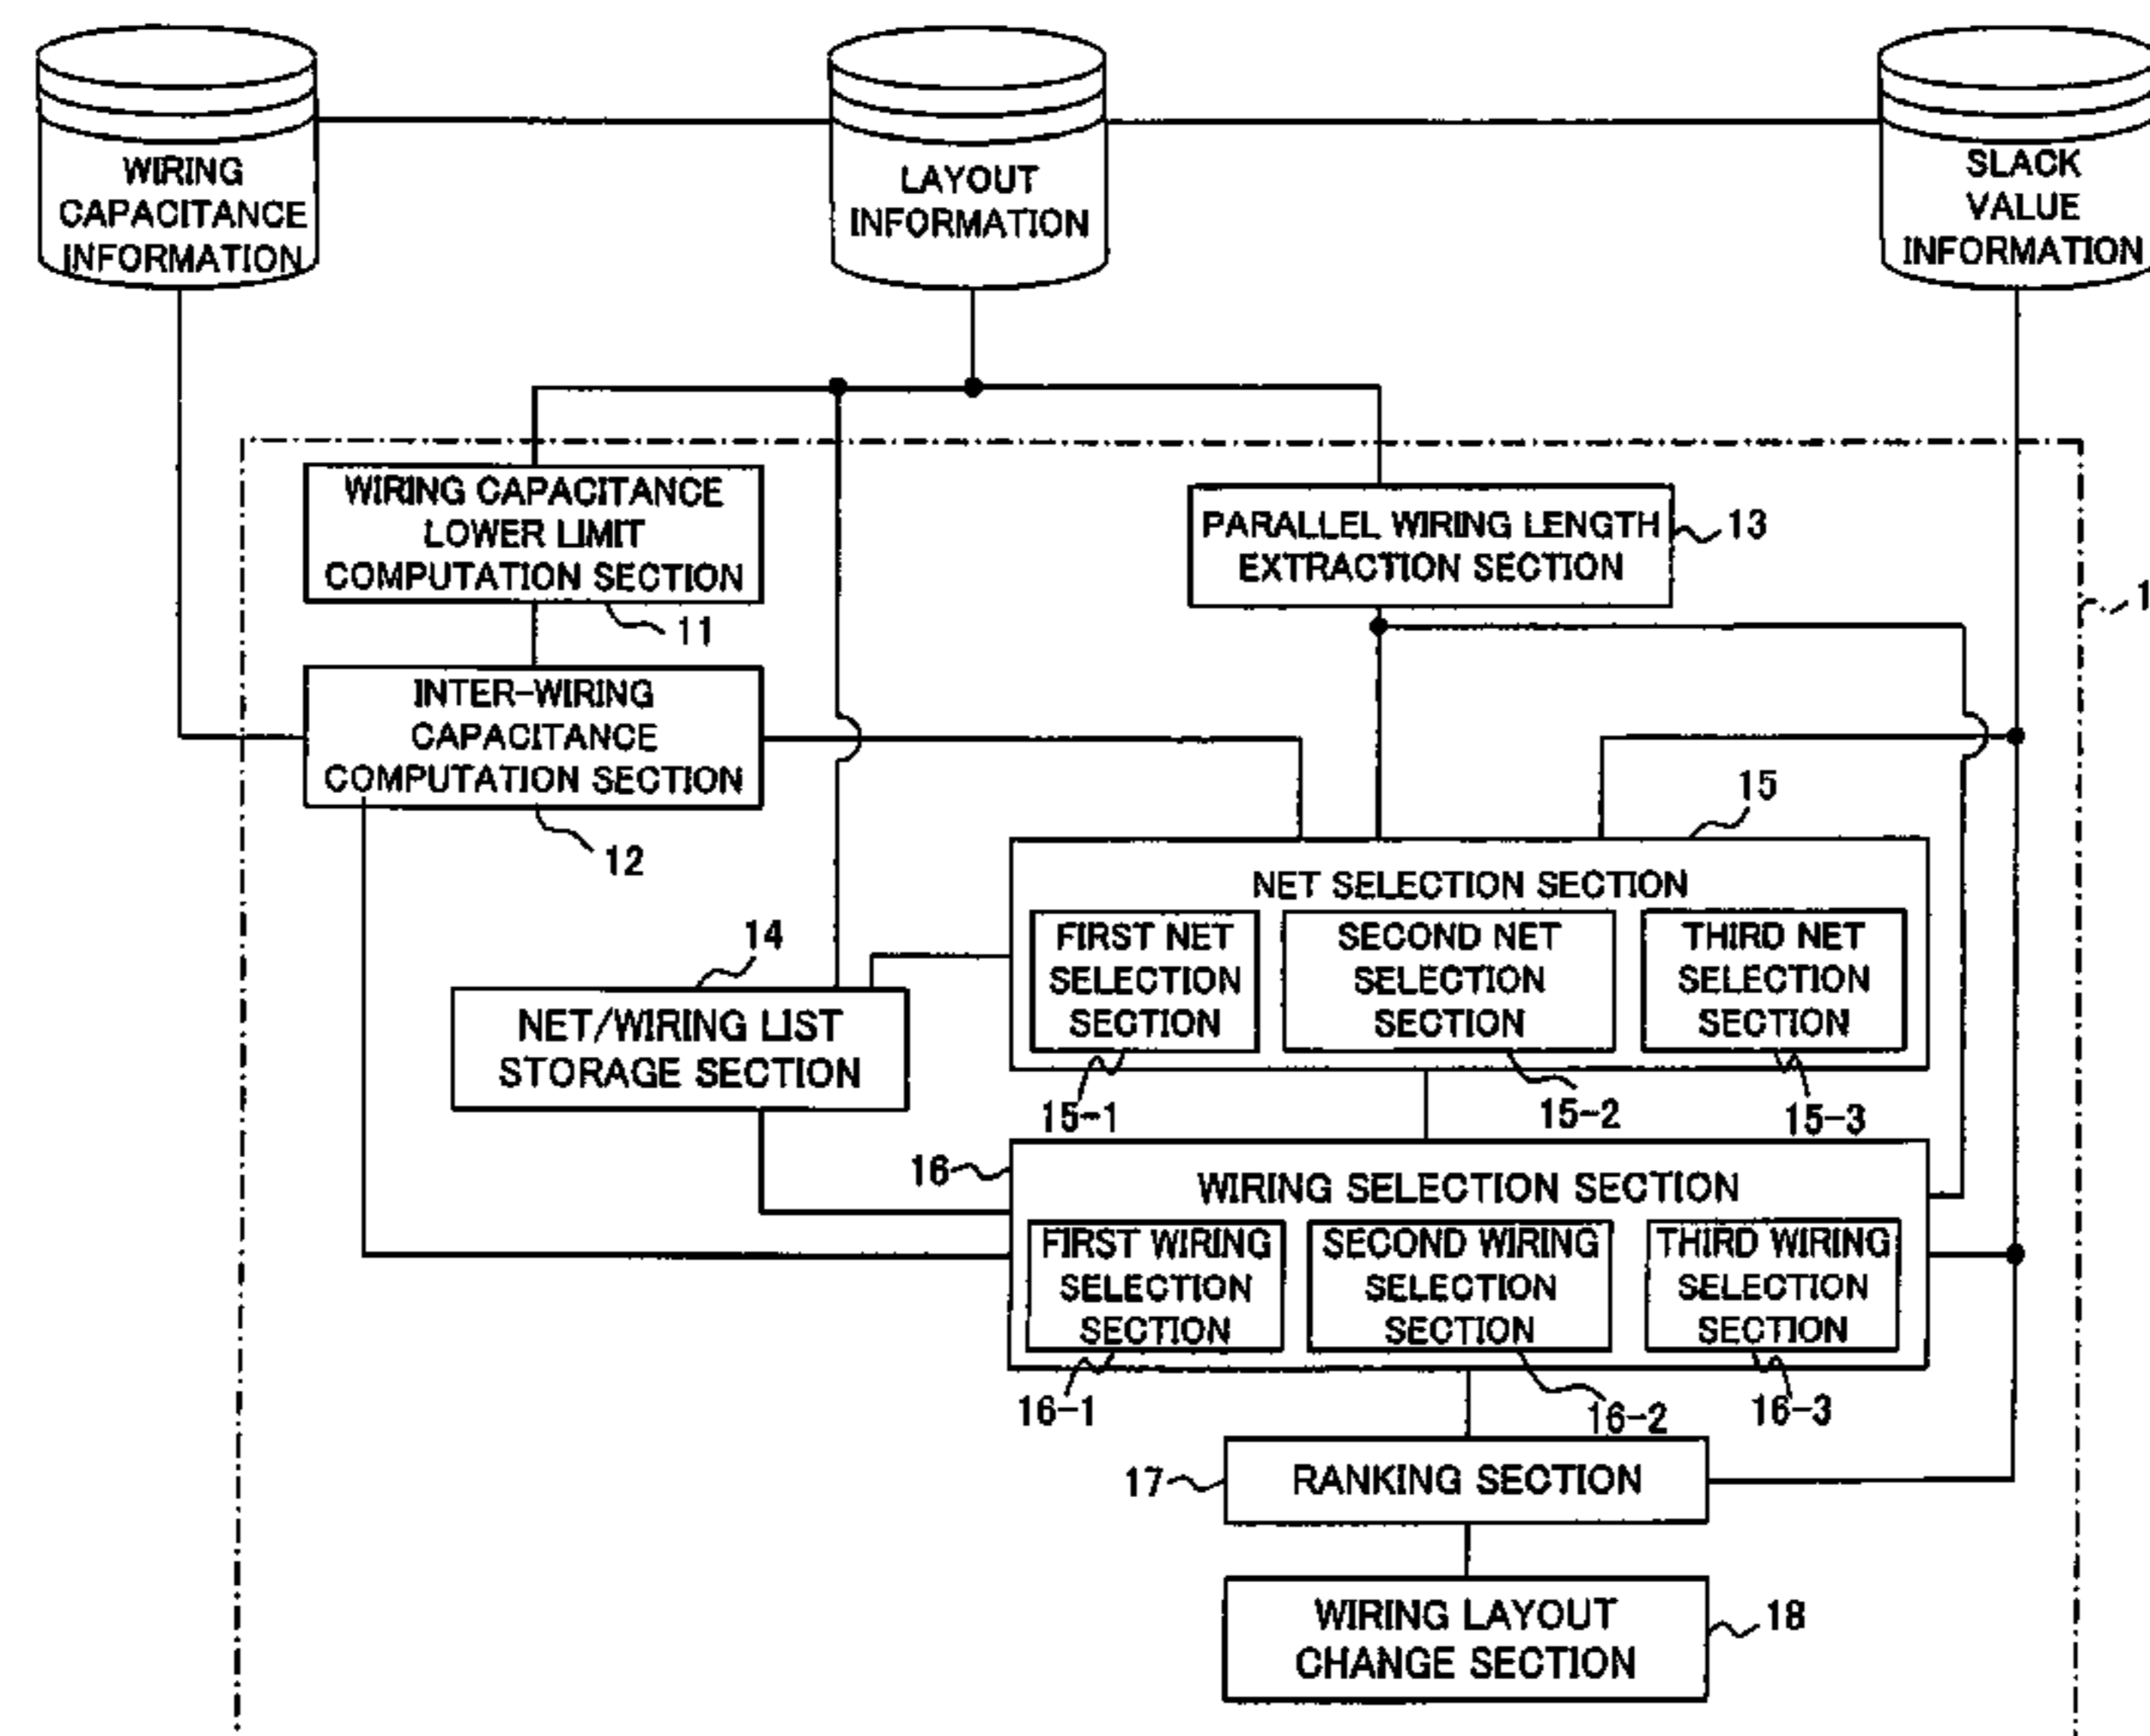 WIRING
CAPACITANCE
INFORMATION
LAYOUT
INFORMATION
SLACK
VALUE
INFORMATION
WIRING CAPACITANCE
LOWER LIMIT
COMPUTATION SECTION
11
PARALLEL WIRING LENGTH
EXTRACTION SECTION
13
1
INTER-WIRING
CAPACITANCE
COMPUTATION SECTION
12
15
NET SELECTION SECTION
FIRST NET
SELECTION
SECTION
SECOND NET
SELECTION
SECTION
THIRD NET
SELECTION
SECTION
15-1
15-2
15-3
14
NET/WIRING LIST
STORAGE SECTION
16
WIRING SELECTION SECTION
FIRST WIRING
SELECTION
SECTION
SECOND WIRING
SELECTION
SECTION
THIRD WIRING
SELECTION
SECTION
16-1
16-2
16-3
17
RANKING SECTION
WIRING LAYOUT
CHANGE SECTION
18